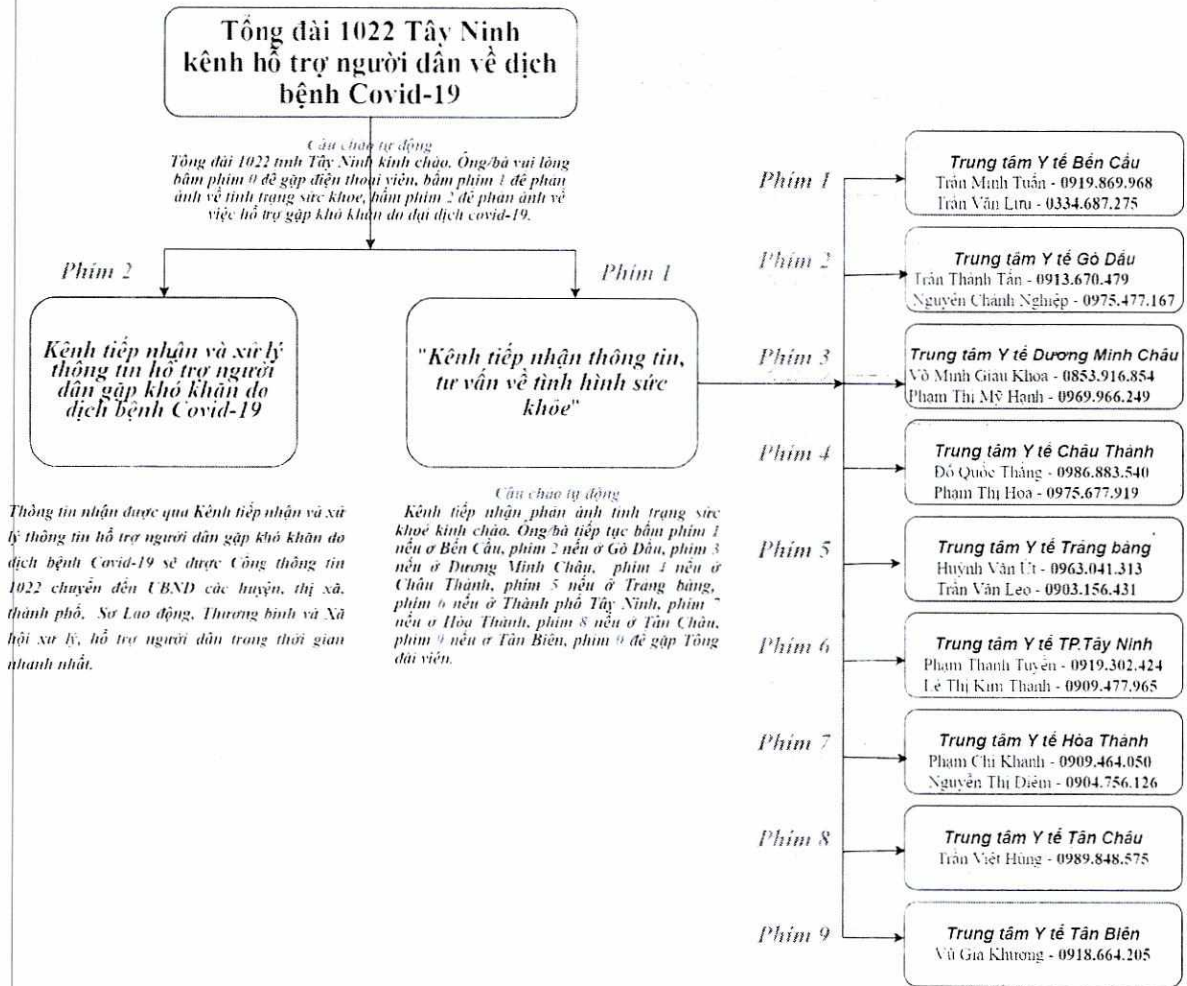 Tổng đài 1022 Tây Ninh
kênh hỗ trợ người dân về dịch
bệnh Covid-19
Câu chào tự động
Tổng đài 1022 tỉnh Tây Ninh kính chào. Ông/bà vui lòng
bấm phím 0 để gặp điện thoại viên, bấm phím 1 để phản
ánh về tình trạng sức khỏe, bấm phím 2 để phản ánh về
việc hỗ trợ gặp khó khăn do đại dịch covid-19.
Phím 2
Phím 1
Kênh tiếp nhận và xử lý
thông tin hỗ trợ người
dân gặp khó khăn do
dịch bệnh Covid-19
"Kênh tiếp nhận thông tin,
tư vấn về tình hình sức
khỏe"
Thông tin nhận được qua Kênh tiếp nhận và xử
lý thông tin hỗ trợ người dân gặp khó khăn do
dịch bệnh Covid-19 sẽ được Cổng thông tin
1022 chuyển đến UBND các huyện, thị xã,
thành phố, Sở Lao động, Thương binh và Xã
hội xử lý, hỗ trợ người dân trong thời gian
nhanh nhất.
Câu chào tự động
Kênh tiếp nhận phản ánh tình trạng sức
khoẻ kính chào. Ông/bà tiếp tục bấm phím 1
nếu ở Bến Cầu, phím 2 nếu ở Gò Dầu, phím 3
nếu ở Dương Minh Châu, phím 4 nếu ở
Châu Thành, phím 5 nếu ở Trảng bàng,
phím 6 nếu ở Thành phố Tây Ninh, phím 7
nếu ở Hòa Thành, phím 8 nếu ở Tân Châu,
phím 9 nếu ở Tân Biên, phím 0 để gặp Tổng
đài viên.
Phím 1
Trung tâm Y tế Bến Cầu
Trần Minh Tuấn - 0919.869.968
Trần Văn Lưu - 0334.687.275
Phím 2
Trung tâm Y tế Gò Dầu
Trần Thành Tấn - 0913.670.479
Nguyễn Chánh Nghiệp - 0975.477.167
Phím 3
Trung tâm Y tế Dương Minh Châu
Võ Minh Giàu Khoa - 0853.916.854
Phạm Thị Mỹ Hạnh - 0969.966.249
Phím 4
Trung tâm Y tế Châu Thành
Đỗ Quốc Thắng - 0986.883.540
Phạm Thị Hoa - 0975.677.919
Phím 5
Trung tâm Y tế Trảng bàng
Huỳnh Văn Út - 0963.041.313
Trần Văn Leo - 0903.156.431
Phím 6
Trung tâm Y tế TP.Tây Ninh
Phạm Thanh Tuyền - 0919.302.424
Lê Thị Kim Thanh - 0909.477.965
Phím 7
Trung tâm Y tế Hòa Thành
Phạm Chí Khanh - 0909.464.050
Nguyễn Thị Diễm - 0904.756.126
Phím 8
Trung tâm Y tế Tân Châu
Trần Việt Hùng - 0989.848.575
Phím 9
Trung tâm Y tế Tân Biên
Vũ Gia Khương - 0918.664.205